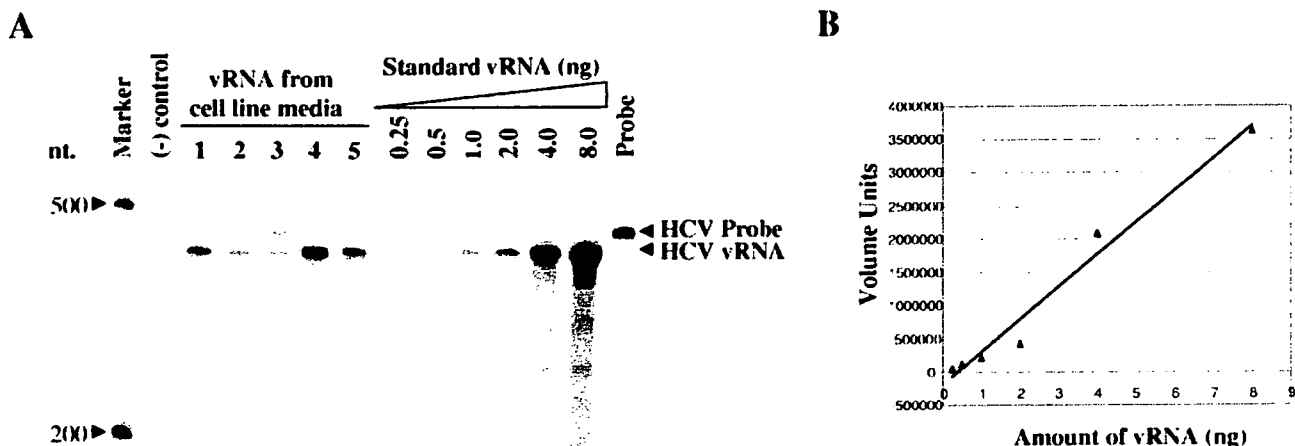 A
Marker
(-) control
vRNA from
cell line media
1 2 3 4 5
Standard vRNA (ng)
0.25 0.5 1.0 2.0 4.0 8.0
Probe
nt.
500
HCV Probe
HCV vRNA
200
B
Volume Units
4000000
3500000
3000000
2500000
2000000
1500000
1000000
500000
0
500000
0 1 2 3 4 5 6 7 8 9
Amount of vRNA (ng)